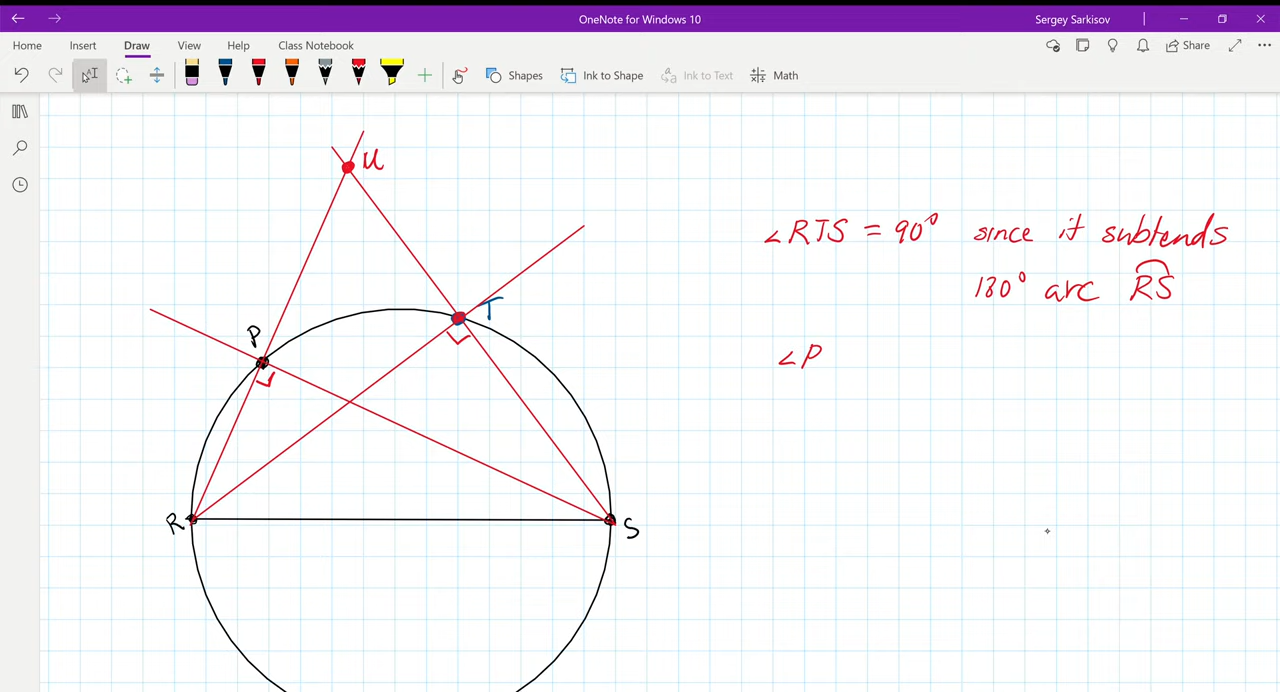 OneNote for Windows 10
Sergey Sarkisov
Home Insert Draw View Help Class Notebook
Share
Shapes Ink to Shape Ink to Text Math
U
∠RTS = 90° since it subtends
180° arc RS
T
P
∠P
R
S